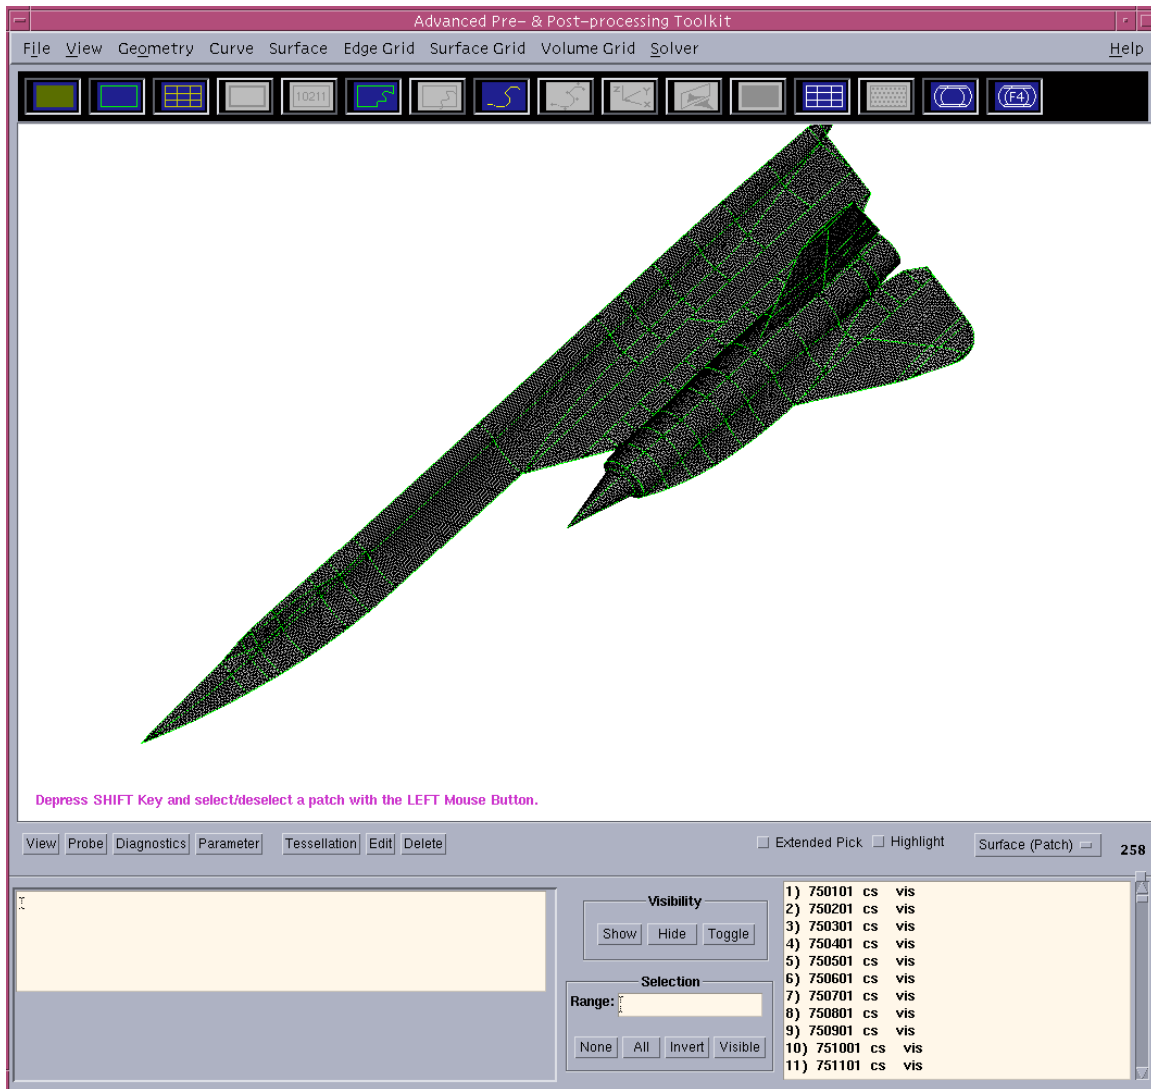 Advanced Pre- & Post-processing Toolkit
File View Geometry Curve Surface Edge Grid Surface Grid Volume Grid Solver Help
10211 Z Y X (F4)
Depress SHIFT Key and select/deselect a patch with the LEFT Mouse Button.
View Probe Diagnostics Parameter Tessellation Edit Delete Extended Pick Highlight Surface (Patch) 258
Visibility
Show Hide Toggle
Selection
Range:
None All Invert Visible
1) 750101 cs vis
2) 750201 cs vis
3) 750301 cs vis
4) 750401 cs vis
5) 750501 cs vis
6) 750601 cs vis
7) 750701 cs vis
8) 750801 cs vis
9) 750901 cs vis
10) 751001 cs vis
11) 751101 cs vis